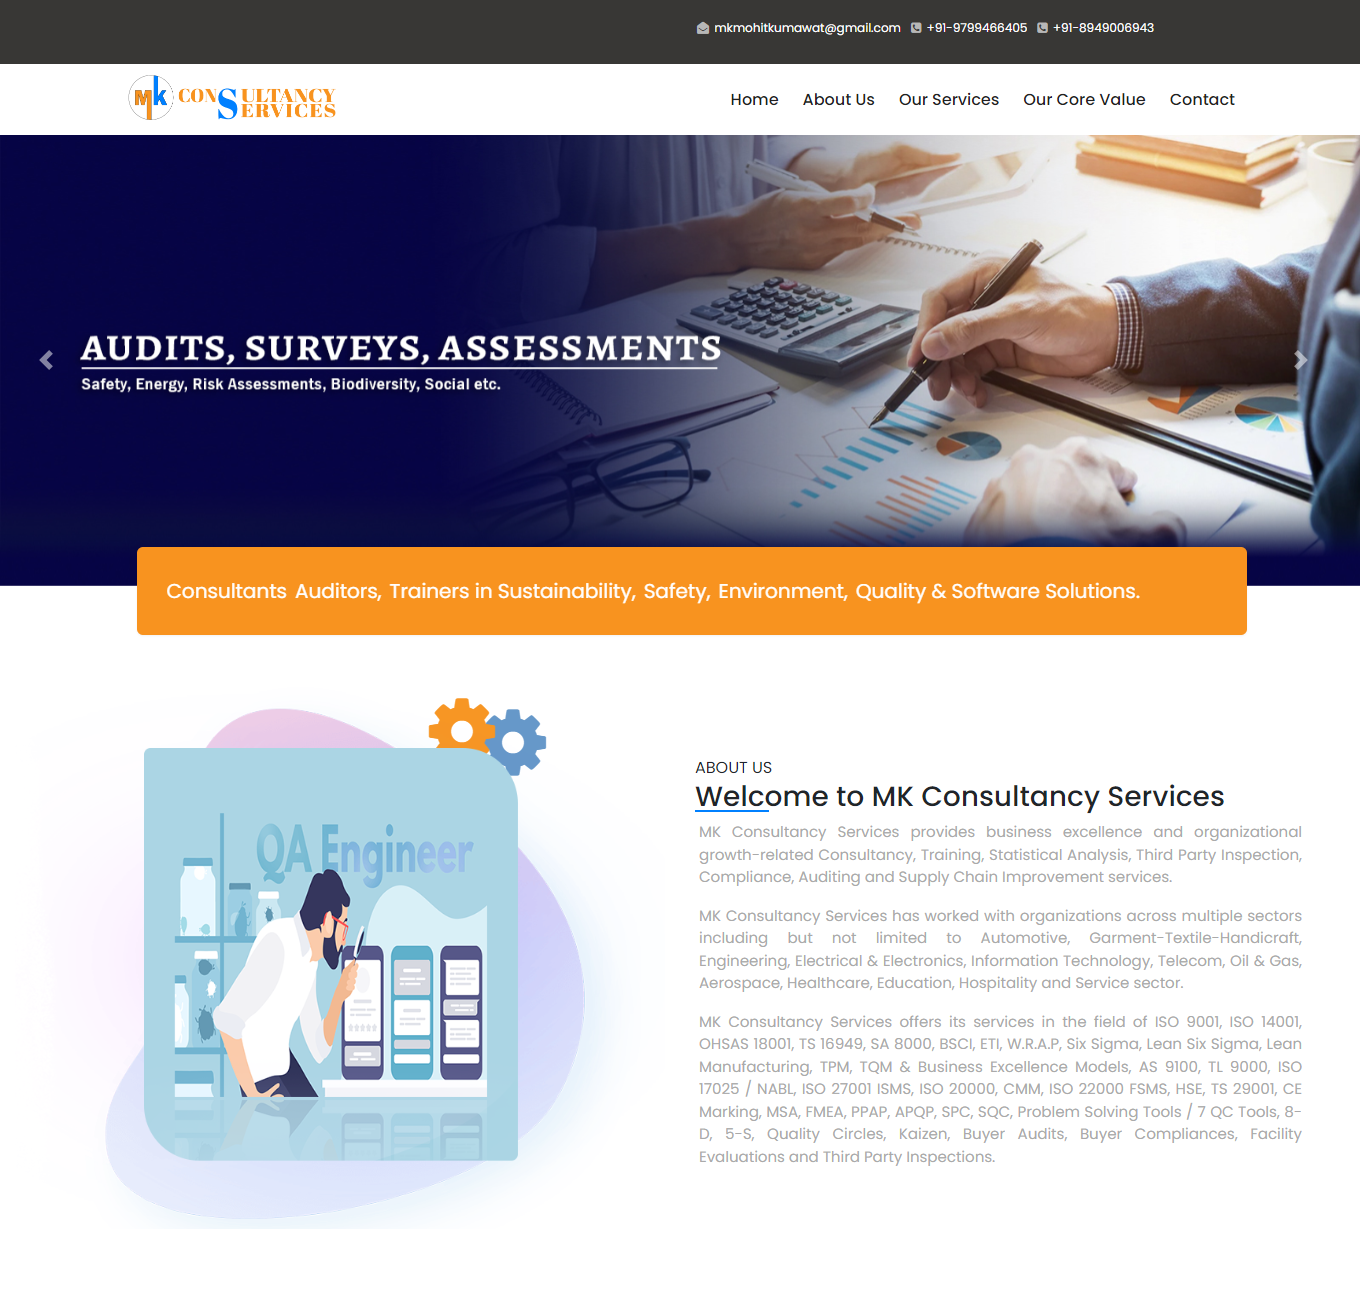 mkmohitkumawat@gmail.com +91-9799466405 +91-8949006943
mk CONSULTANCY SERVICES
Home About Us Our Services Our Core Value Contact
AUDITS, SURVEYS, ASSESSMENTS
Safety, Energy, Risk Assessments, Biodiversity, Social etc.
Consultants Auditors, Trainers in Sustainability, Safety, Environment, Quality & Software Solutions.
QA Engineer
ABOUT US
Welcome to MK Consultancy Services
MK Consultancy Services provides business excellence and organizational
growth-related Consultancy, Training, Statistical Analysis, Third Party Inspection,
Compliance, Auditing and Supply Chain Improvement services.
MK Consultancy Services has worked with organizations across multiple sectors
including but not limited to Automotive, Garment-Textile-Handicraft,
Engineering, Electrical & Electronics, Information Technology, Telecom, Oil & Gas,
Aerospace, Healthcare, Education, Hospitality and Service sector.
MK Consultancy Services offers its services in the field of ISO 9001, ISO 14001,
OHSAS 18001, TS 16949, SA 8000, BSCI, ETI, W.R.A.P, Six Sigma, Lean Six Sigma, Lean
Manufacturing, TPM, TQM & Business Excellence Models, AS 9100, TL 9000, ISO
17025 / NABL, ISO 27001 ISMS, ISO 20000, CMM, ISO 22000 FSMS, HSE, TS 29001, CE
Marking, MSA, FMEA, PPAP, APQP, SPC, SQC, Problem Solving Tools / 7 QC Tools, 8-
D, 5-S, Quality Circles, Kaizen, Buyer Audits, Buyer Compliances, Facility
Evaluations and Third Party Inspections.